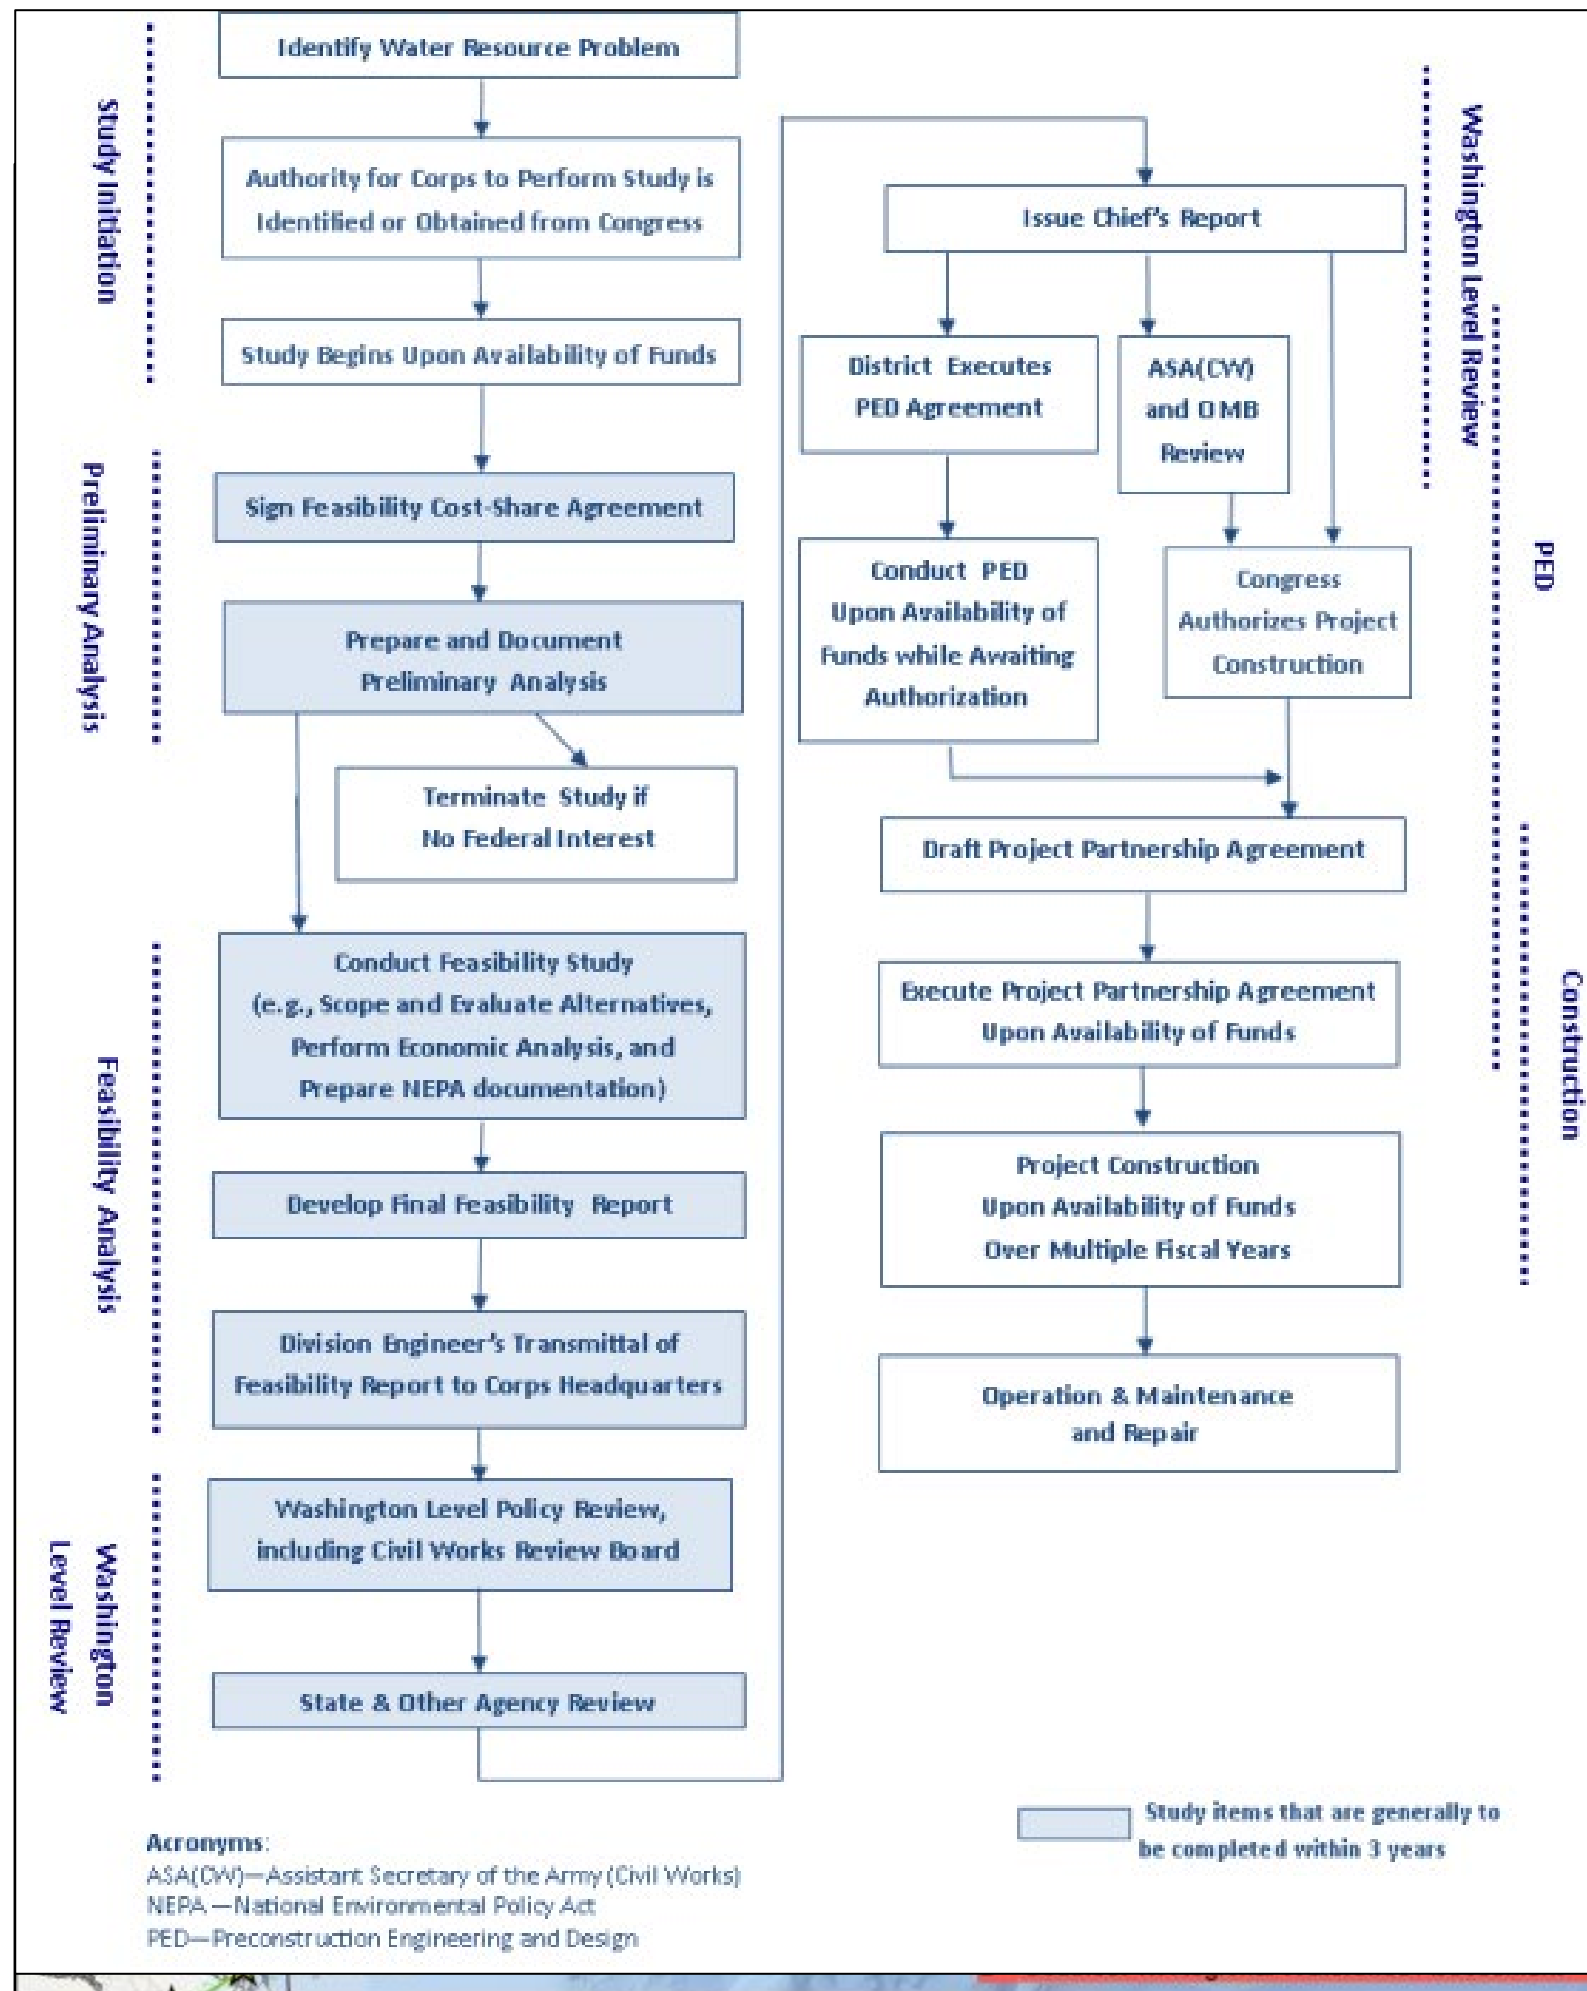 Study Initiation
Identify Water Resource Problem
Authority for Corps to Perform Study is
Identified or Obtained from Congress
Study Begins Upon Availability of Funds
Preliminary Analysis
Sign Feasibility Cost-Share Agreement
Prepare and Document
Preliminary Analysis
Terminate Study if
No Federal Interest
Feasibility Analysis
Conduct Feasibility Study
(e.g., Scope and Evaluate Alternatives,
Perform Economic Analysis, and
Prepare NEPA documentation)
Develop Final Feasibility Report
Division Engineer's Transmittal of
Feasibility Report to Corps Headquarters
Washington
Level Review
Washington Level Policy Review,
including Civil Works Review Board
State & Other Agency Review
Washington Level Review
Issue Chief's Report
District Executes
PED Agreement
ASA(CW)
and OMB
Review
PED
Conduct PED
Upon Availability of
Funds while Awaiting
Authorization
Congress
Authorizes Project
Construction
Draft Project Partnership Agreement
Construction
Execute Project Partnership Agreement
Upon Availability of Funds
Project Construction
Upon Availability of Funds
Over Multiple Fiscal Years
Operation & Maintenance
and Repair
Study items that are generally to
be completed within 3 years
Acronyms:
ASA(CW)—Assistant Secretary of the Army (Civil Works)
NEPA —National Environmental Policy Act
PED—Preconstruction Engineering and Design